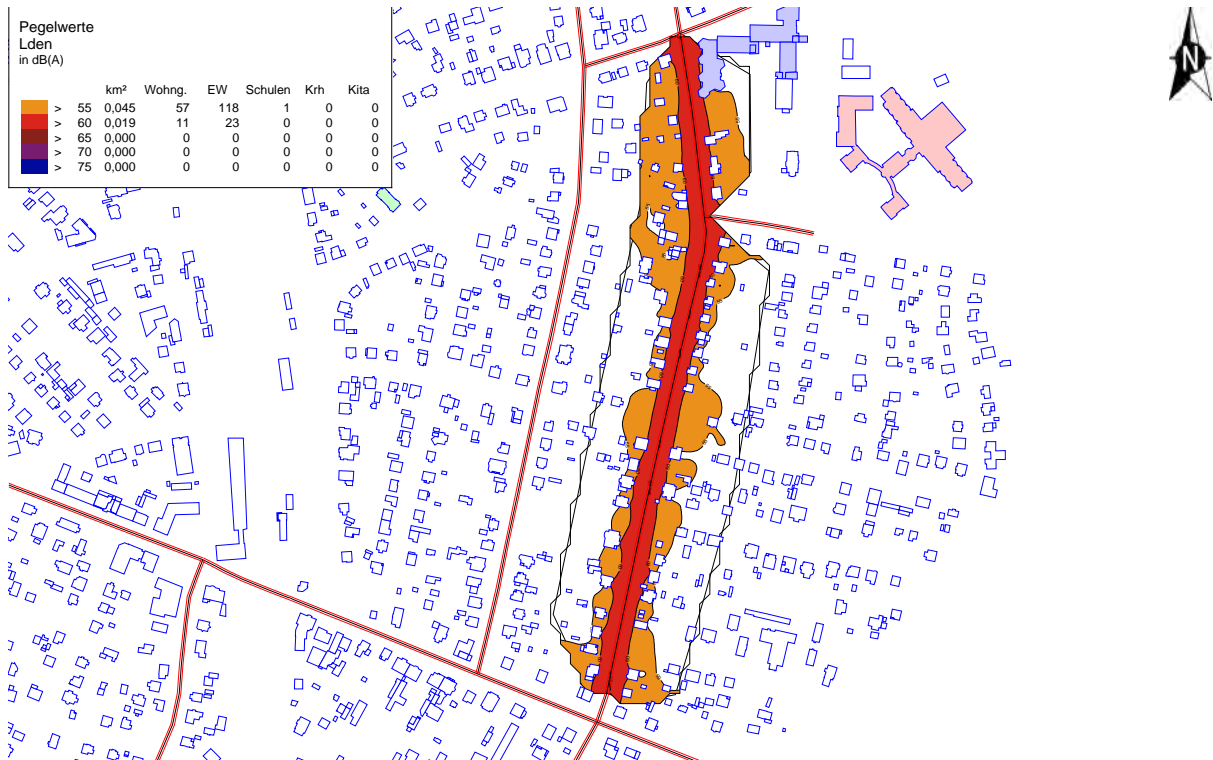 Pegelwerte
Lden
in dB(A)
km² Wohng. EW Schulen Krh Kita
> 55 0,045 57 118 1 0 0
> 60 0,019 11 23 0 0 0
> 65 0,000 0 0 0 0 0
> 70 0,000 0 0 0 0 0
> 75 0,000 0 0 0 0 0
N